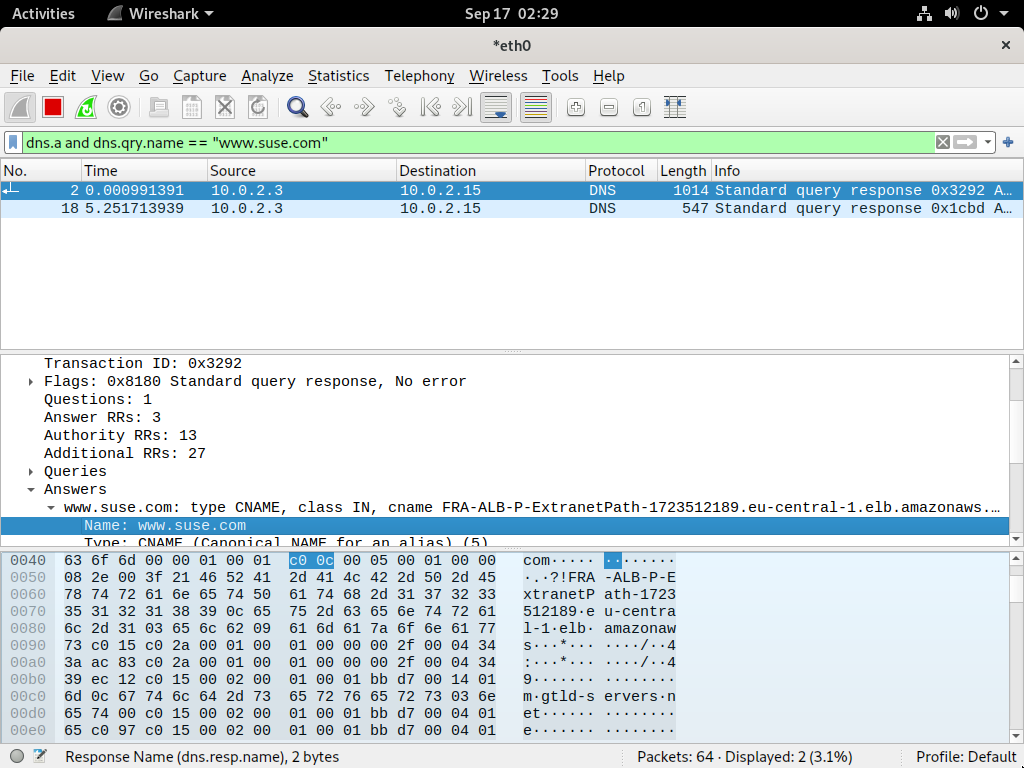 Activities Wireshark Sep 17 02:29
*eth0
File Edit View Go Capture Analyze Statistics Telephony Wireless Tools Help
dns.a and dns.qry.name == "www.suse.com"
No. Time Source Destination Protocol Length Info
2 0.000991391 10.0.2.3 10.0.2.15 DNS 1014 Standard query response 0x3292 A…
18 5.251713939 10.0.2.3 10.0.2.15 DNS 547 Standard query response 0x1cbd A…
Transaction ID: 0x3292
Flags: 0x8180 Standard query response, No error
Questions: 1
Answer RRs: 3
Authority RRs: 13
Additional RRs: 27
Queries
Answers
www.suse.com: type CNAME, class IN, cname FRA-ALB-P-ExtranetPath-1723512189.eu-central-1.elb.amazonaws.…
Name: www.suse.com
Type: CNAME (Canonical NAME for an alias) (5)
0040 63 6f 6d 00 00 01 00 01 c0 0c 00 05 00 01 00 00 com····· ········
0050 08 2e 00 3f 21 46 52 41 2d 41 4c 42 2d 50 2d 45 ·.·?!FRA -ALB-P-E
0060 78 74 72 61 6e 65 74 50 61 74 68 2d 31 37 32 33 xtranetP ath-1723
0070 35 31 32 31 38 39 0c 65 75 2d 63 65 6e 74 72 61 512189·e u-centra
0080 6c 2d 31 03 65 6c 62 09 61 6d 61 7a 6f 6e 61 77 l-1·elb· amazonaw
0090 73 c0 15 c0 2a 00 01 00 01 00 00 00 2f 00 04 34 s···*··· ····/··4
00a0 3a ac 83 c0 2a 00 01 00 01 00 00 00 2f 00 04 34 :···*··· ····/··4
00b0 39 ec 12 c0 15 00 02 00 01 00 01 bb d7 00 14 01 9······· ········
00c0 6d 0c 67 74 6c 64 2d 73 65 72 76 65 72 73 03 6e m·gtld-s ervers·n
00d0 65 74 00 c0 15 00 02 00 01 00 01 bb d7 00 04 01 et······ ········
00e0 65 c0 97 c0 15 00 02 00 01 00 01 bb d7 00 04 01 e······· ········
Response Name (dns.resp.name), 2 bytes Packets: 64 · Displayed: 2 (3.1%) Profile: Default